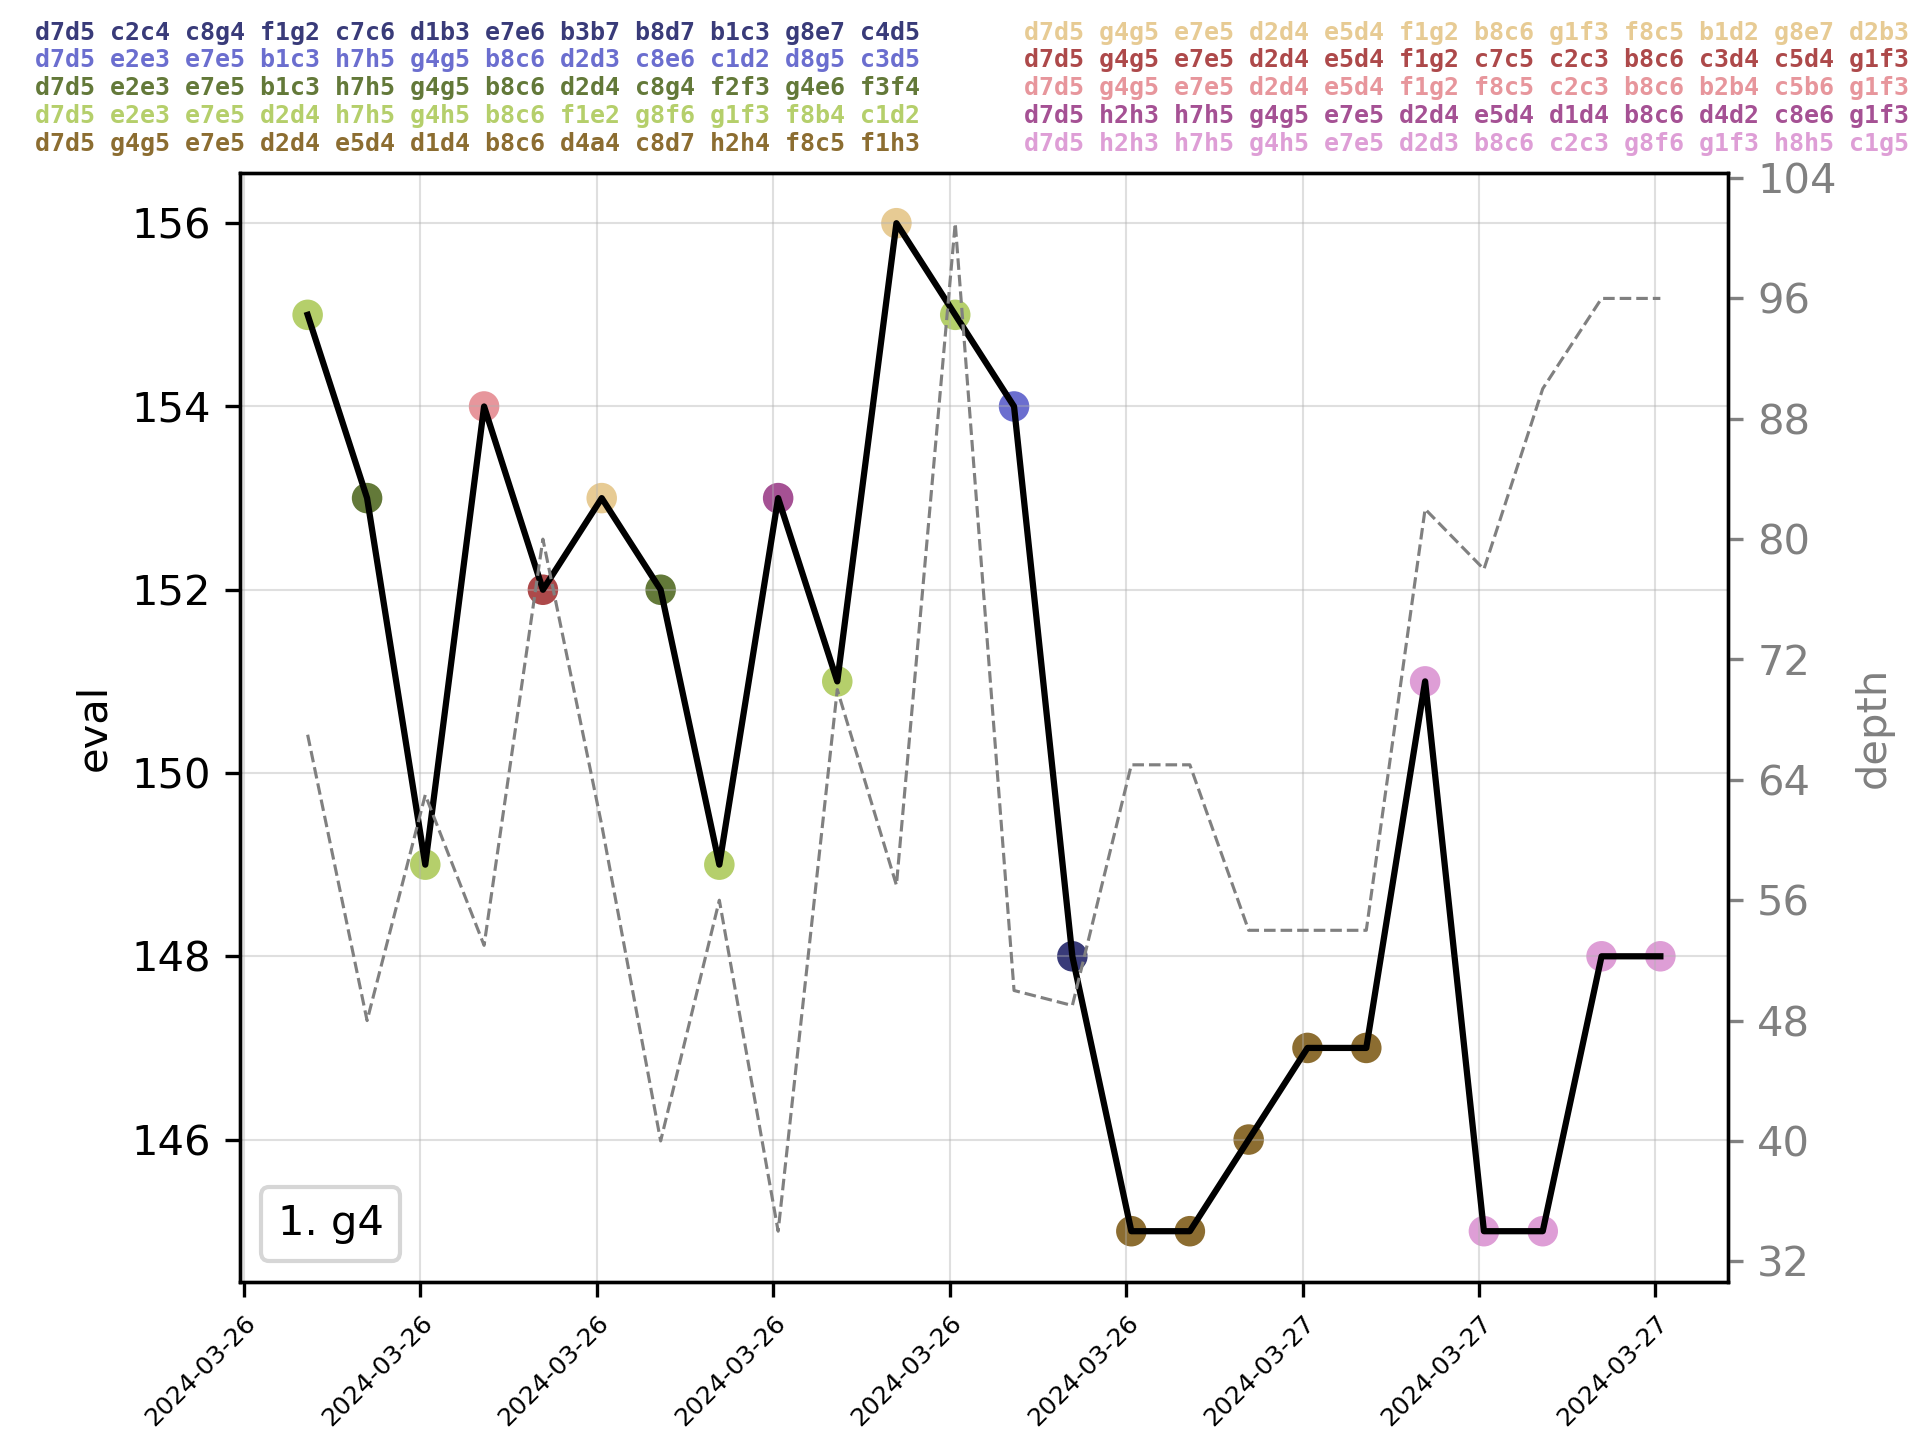 d7d5 c2c4 c8g4 f1g2 c7c6 d1b3 e7e6 b3b7 b8d7 b1c3 g8e7 c4d5
d7d5 e2e3 e7e5 b1c3 h7h5 g4g5 b8c6 d2d3 c8e6 c1d2 d8g5 c3d5
d7d5 e2e3 e7e5 b1c3 h7h5 g4g5 b8c6 d2d4 c8g4 f2f3 g4e6 f3f4
d7d5 e2e3 e7e5 d2d4 h7h5 g4h5 b8c6 f1e2 g8f6 g1f3 f8b4 c1d2
d7d5 g4g5 e7e5 d2d4 e5d4 d1d4 b8c6 d4a4 c8d7 h2h4 f8c5 f1h3
d7d5 g4g5 e7e5 d2d4 e5d4 f1g2 b8c6 g1f3 f8c5 b1d2 g8e7 d2b3
d7d5 g4g5 e7e5 d2d4 e5d4 f1g2 c7c5 c2c3 b8c6 c3d4 c5d4 g1f3
d7d5 g4g5 e7e5 d2d4 e5d4 f1g2 f8c5 c2c3 b8c6 b2b4 c5b6 g1f3
d7d5 h2h3 h7h5 g4g5 e7e5 d2d4 e5d4 d1d4 b8c6 d4d2 c8e6 g1f3
d7d5 h2h3 h7h5 g4h5 e7e5 d2d3 b8c6 c2c3 g8f6 g1f3 h8h5 c1g5
156
154
152
150
148
146
eval
104
96
88
80
72
64
56
48
40
32
depth
1. g4
2024-03-26
2024-03-26
2024-03-26
2024-03-26
2024-03-26
2024-03-26
2024-03-27
2024-03-27
2024-03-27